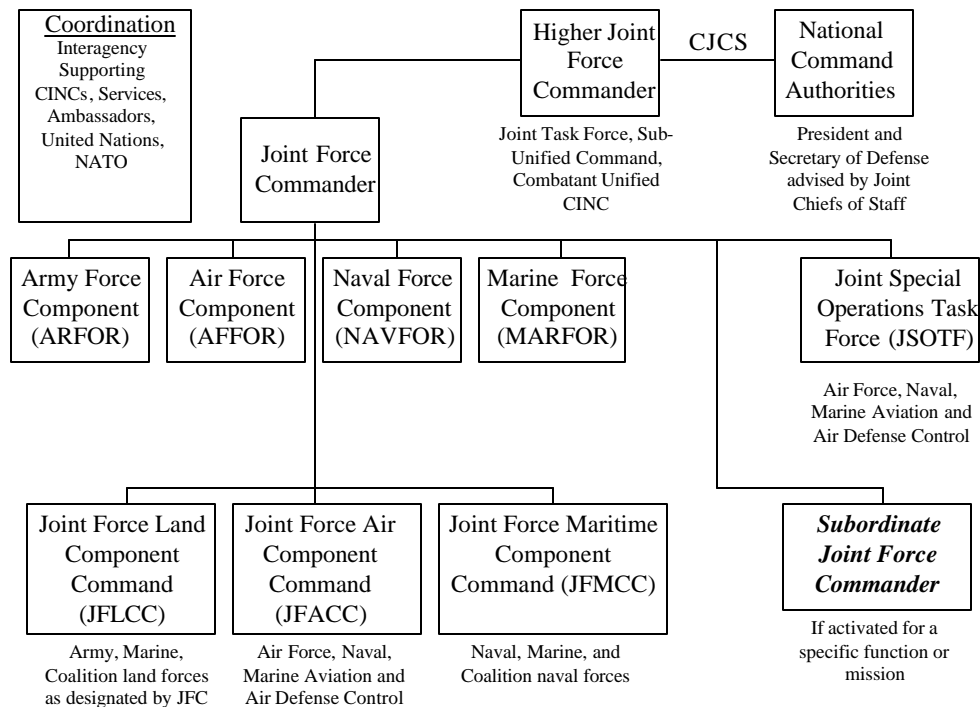 Coordination
Interagency
Supporting
CINCs, Services,
Ambassadors,
United Nations,
NATO
Higher Joint
Force
Commander
CJCS
National
Command
Authorities
Joint Task Force, Sub-
Unified Command,
Combatant Unified
CINC
President and
Secretary of Defense
advised by Joint
Chiefs of Staff
Joint Force
Commander
Army Force
Component
(ARFOR)
Air Force
Component
(AFFOR)
Naval Force
Component
(NAVFOR)
Marine Force
Component
(MARFOR)
Joint Special
Operations Task
Force (JSOTF)
Air Force, Naval,
Marine Aviation and
Air Defense Control
Joint Force Land
Component
Command
(JFLCC)
Joint Force Air
Component
Command
(JFACC)
Joint Force Maritime
Component
Command (JFMCC)
Subordinate
Joint Force
Commander
Army, Marine,
Coalition land forces
as designated by JFC
Air Force, Naval,
Marine Aviation and
Air Defense Control
Naval, Marine, and
Coalition naval forces
If activated for a
specific function or
mission